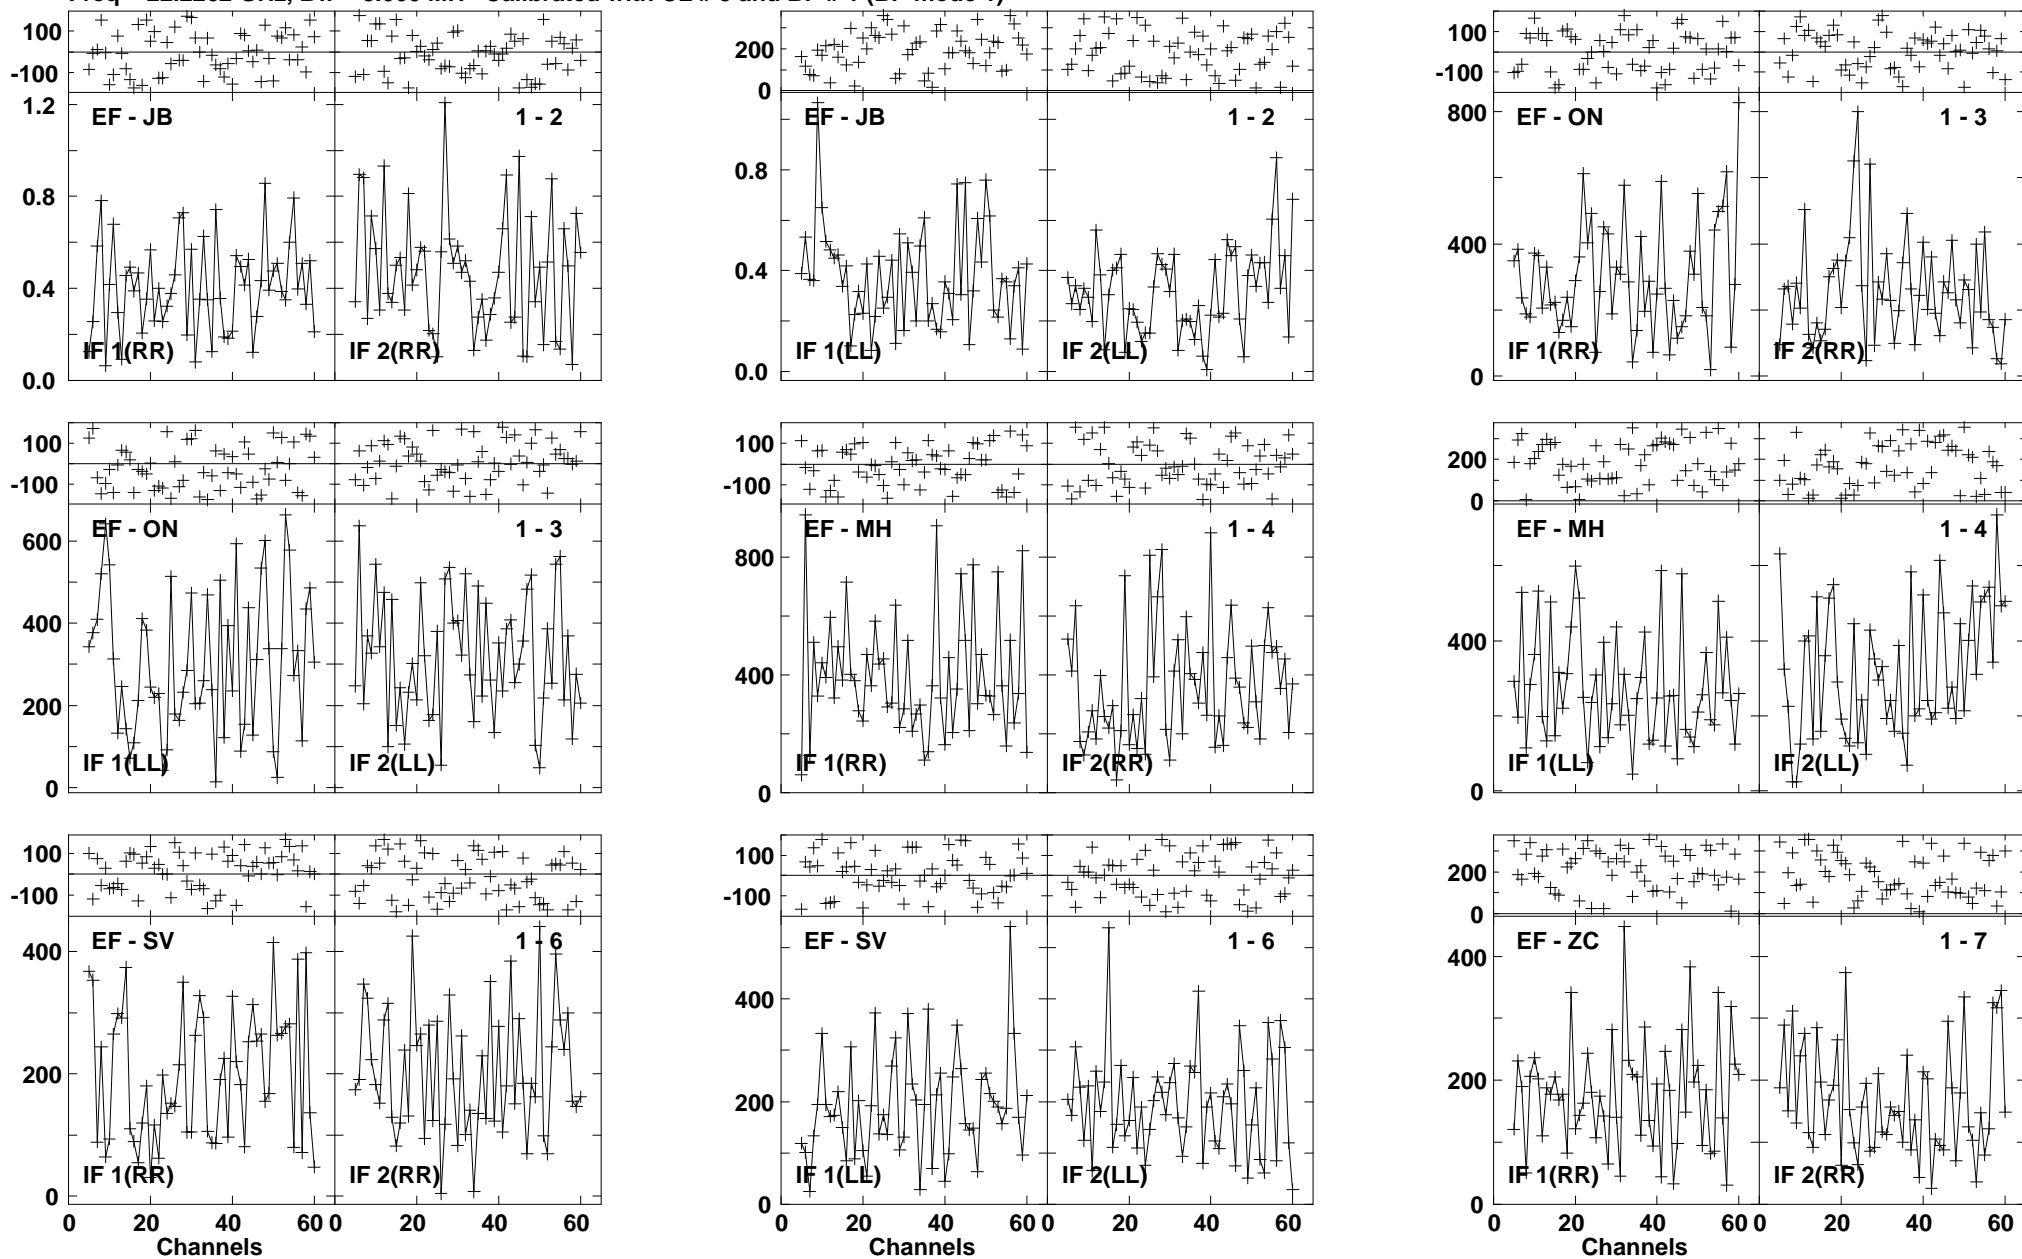 100
-100
1.2
0.8
0.4
0.0
EF - JB
1 - 2
IF 1(RR)
IF 2(RR)
200
0
0.8
0.4
0.0
EF - JB
1 - 2
IF 1(LL)
IF 2(LL)
100
-100
800
400
0
EF - ON
1 - 3
IF 1(RR)
IF 2(RR)
100
-100
600
400
200
0
EF - ON
1 - 3
IF 1(LL)
IF 2(LL)
100
-100
800
400
0
EF - MH
1 - 4
IF 1(RR)
IF 2(RR)
200
0
400
0
EF - MH
1 - 4
IF 1(LL)
IF 2(LL)
100
-100
400
200
0
EF - SV
1 - 6
IF 1(RR)
IF 2(RR)
0 20 40 60 0 20 40 60
Channels
100
-100
400
200
0
EF - SV
1 - 6
IF 1(LL)
IF 2(LL)
0 20 40 60 0 20 40 60
Channels
200
0
400
200
0
EF - ZC
1 - 7
IF 1(RR)
IF 2(RR)
0 20 40 60 0 20 40 60
Channels